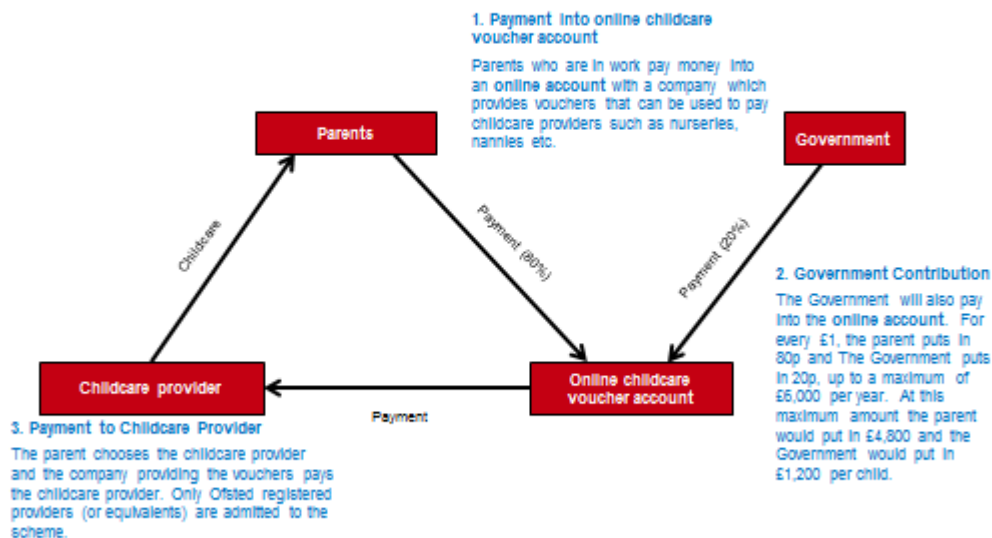 1. Payment into online childcare
voucher account
Parents who are in work pay money into
an online account with a company which
provides vouchers that can be used to pay
childcare providers such as nurseries,
nannies etc.
Parents
Government
Childcare
Payment (80%)
Payment (20%)
2. Government Contribution
The Government will also pay
into the online account. For
every £1, the parent puts in
80p and The Government puts
in 20p, up to a maximum of
£6,000 per year. At this
maximum amount the parent
would put in £4,800 and the
Government would put in
£1,200 per child.
Childcare provider
Online childcare
voucher account
Payment
3. Payment to Childcare Provider
The parent chooses the childcare provider
and the company providing the vouchers pays
the childcare provider. Only Ofsted registered
providers (or equivalents) are admitted to the
scheme.